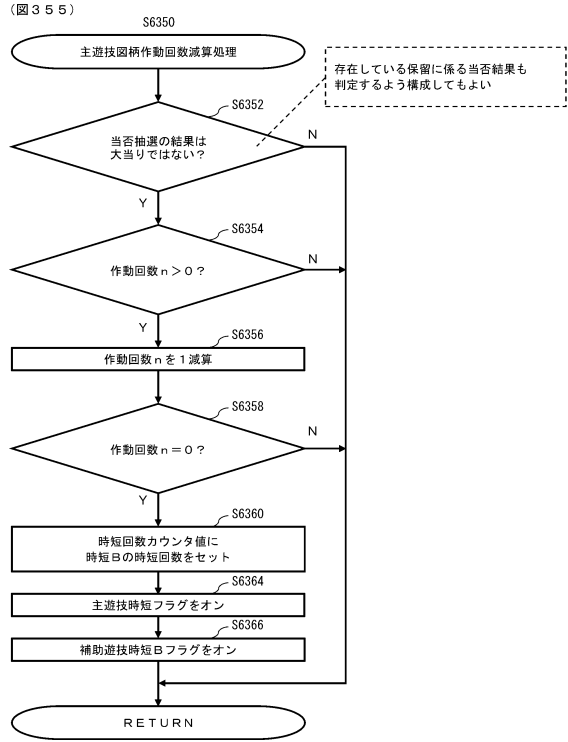 （図３５５）
S6350
主遊技図柄作動回数減算処理
存在している保留に係る当否結果も
判定するよう構成してもよい
S6352
当否抽選の結果は
大当りではない？
N
Y
S6354
作動回数ｎ＞０？
N
Y
S6356
作動回数ｎを１減算
S6358
作動回数ｎ＝０？
N
Y
S6360
時短回数カウンタ値に
時短Ｂの時短回数をセット
S6364
主遊技時短フラグをオン
S6366
補助遊技時短Ｂフラグをオン
ＲＥＴＵＲＮ